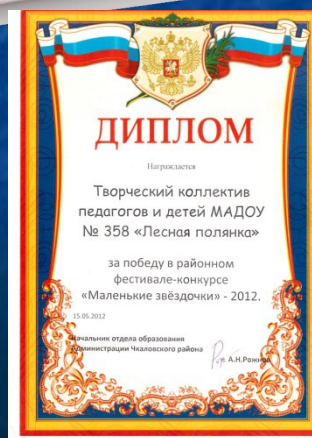 ДИПЛОМ
Награждается
Творческий коллектив
педагогов и детей МАДОУ
№ 358 «Лесная полянка»
за победу в районном
фестивале-конкурсе
«Маленькие звёздочки» - 2012.
15.05.2012
Начальник отдела образования
Администрации Чкаловского района
А.Н.Рожнов